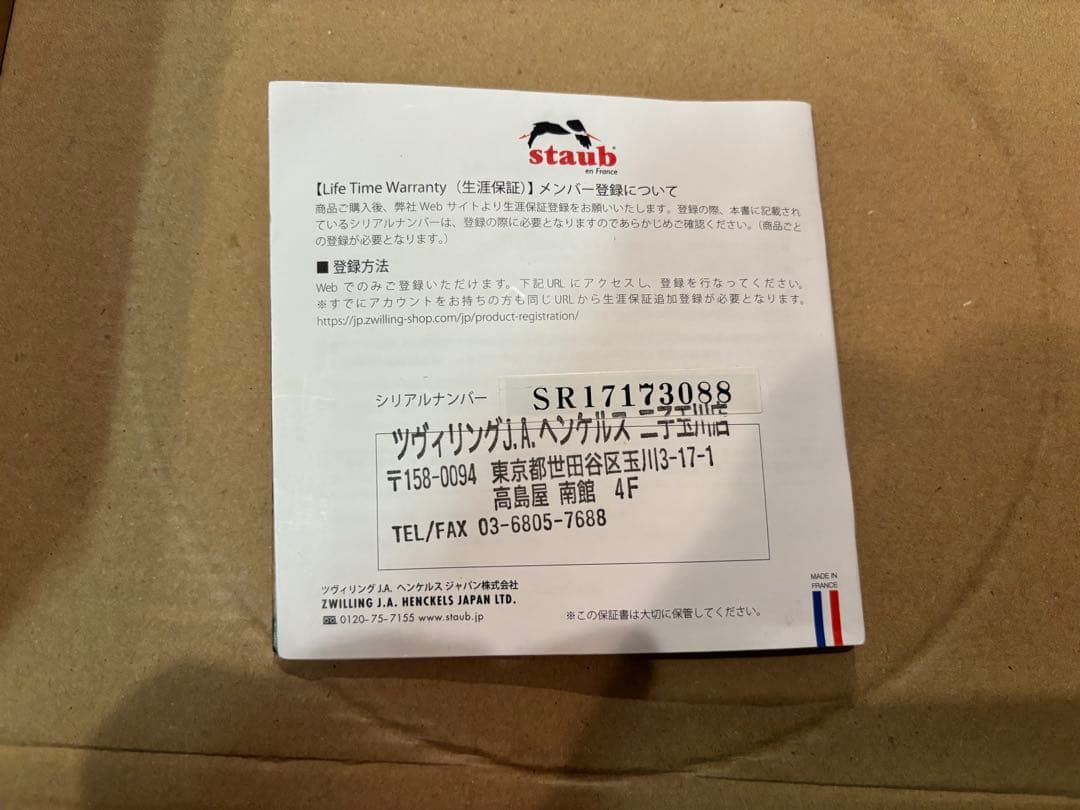 staub
en France
【Life Time Warranty（生涯保証）】メンバー登録について
商品ご購入後、弊社 Web サイトより生涯保証登録をお願いいたします。登録の際、本書に記載され
ているシリアルナンバーは、登録の際に必要となりますのであらかじめご確認ください。（商品ごと
の登録が必要となります。）
■ 登録方法
Web でのみご登録いただけます。下記 URL にアクセスし、登録を行なってください。
※すでにアカウントをお持ちの方も同じ URL から生涯保証追加登録が必要となります。
https://jp.zwilling-shop.com/jp/product-registration/
シリアルナンバー SR17173088
ツヴィリングJ.A.ヘンケルス 二子玉川店
〒158-0094 東京都世田谷区玉川3-17-1
高島屋 南館 4F
TEL/FAX 03-6805-7688
ツヴィリング J.A. ヘンケルス ジャパン株式会社
ZWILLING J.A. HENCKELS JAPAN LTD.
0120-75-7155 www.staub.jp
※この保証書は大切に保管してください。
MADE IN
FRANCE